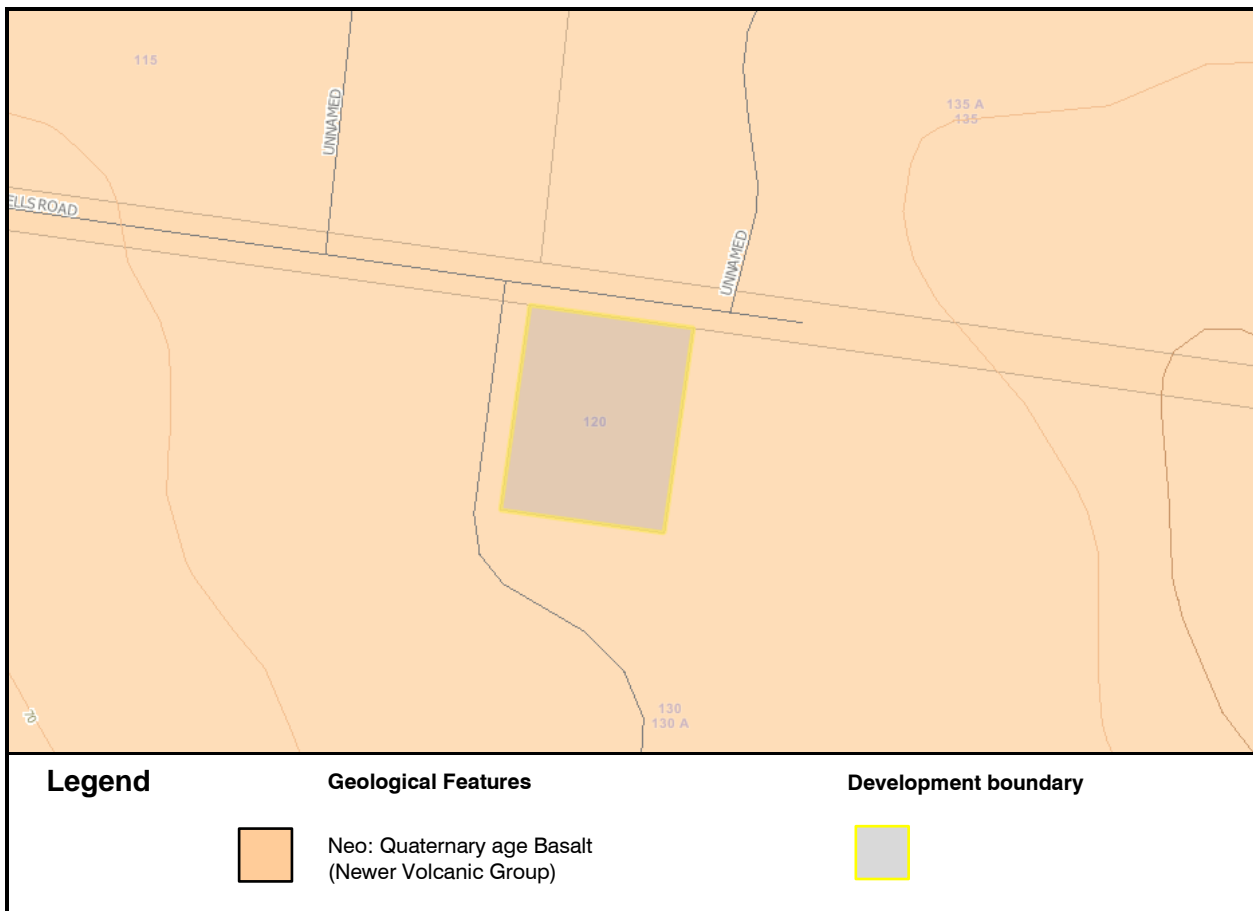 115
UNNAMED
135 A
135
ELLS ROAD
UNNAMED
120
130
130 A
70
Legend
Geological Features
Development boundary
Neo: Quaternary age Basalt
(Newer Volcanic Group)